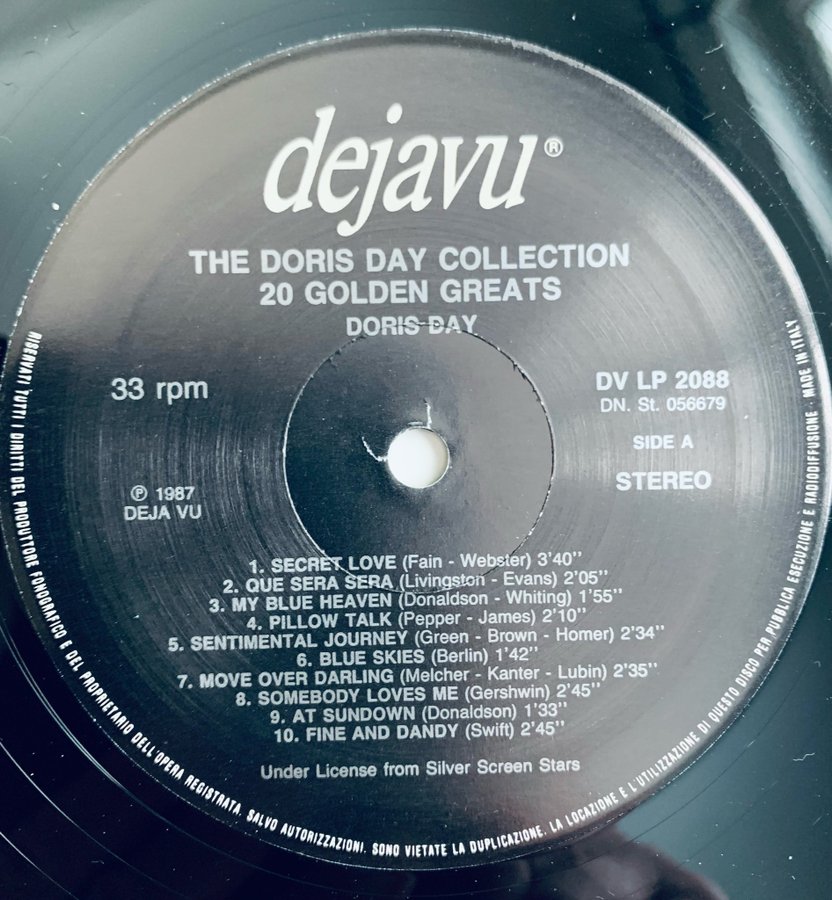 dejavu®
THE DORIS DAY COLLECTION
20 GOLDEN GREATS
DORIS DAY
33 rpm
DV LP 2088
DN. St. 056679
SIDE A
STEREO
℗ 1987
DEJA VU
1. SECRET LOVE (Fain - Webster) 3'40''
2. QUE SERA SERA (Livingston - Evans) 2'05''
3. MY BLUE HEAVEN (Donaldson - Whiting) 1'55''
4. PILLOW TALK (Pepper - James) 2'10''
5. SENTIMENTAL JOURNEY (Green - Brown - Homer) 2'34''
6. BLUE SKIES (Berlin) 1'42''
7. MOVE OVER DARLING (Melcher - Kanter - Lubin) 2'35''
8. SOMEBODY LOVES ME (Gershwin) 2'45''
9. AT SUNDOWN (Donaldson) 1'33''
10. FINE AND DANDY (Swift) 2'45''
Under License from Silver Screen Stars
RISERVATI TUTTI I DIRITTI DEL PRODUTTORE FONOGRAFICO E DEL PROPRIETARIO DELL'OPERA REGISTRATA. SALVO AUTORIZZAZIONI. SONO VIETATE LA DUPLICAZIONE. LA LOCAZIONE E L'UTILIZZAZIONE DI QUESTO DISCO PER PUBBLICA ESECUZIONE E RADIODIFFUSIONE - MADE IN ITALY